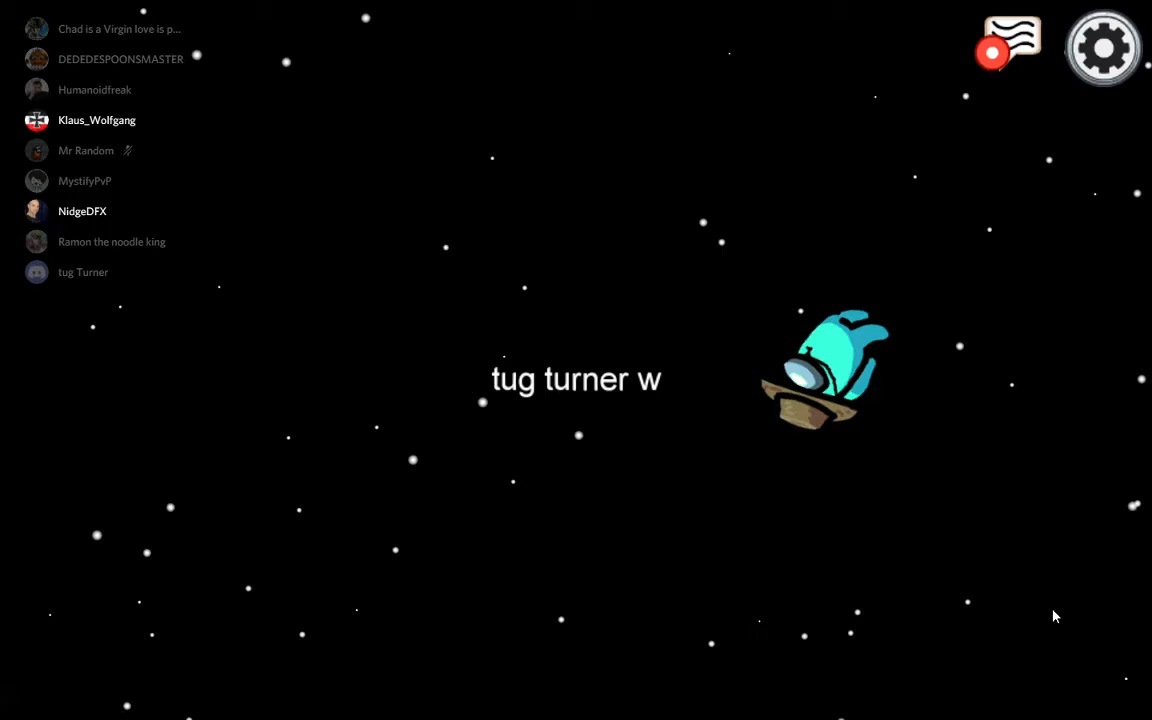 Chad is a Virgin love is p...
DEDEDESPOONSMASTER
Humanoidfreak
Klaus_Wolfgang
Mr Random
MystifyPvP
NidgeDFX
Ramon the noodle king
tug Turner
tug turner w